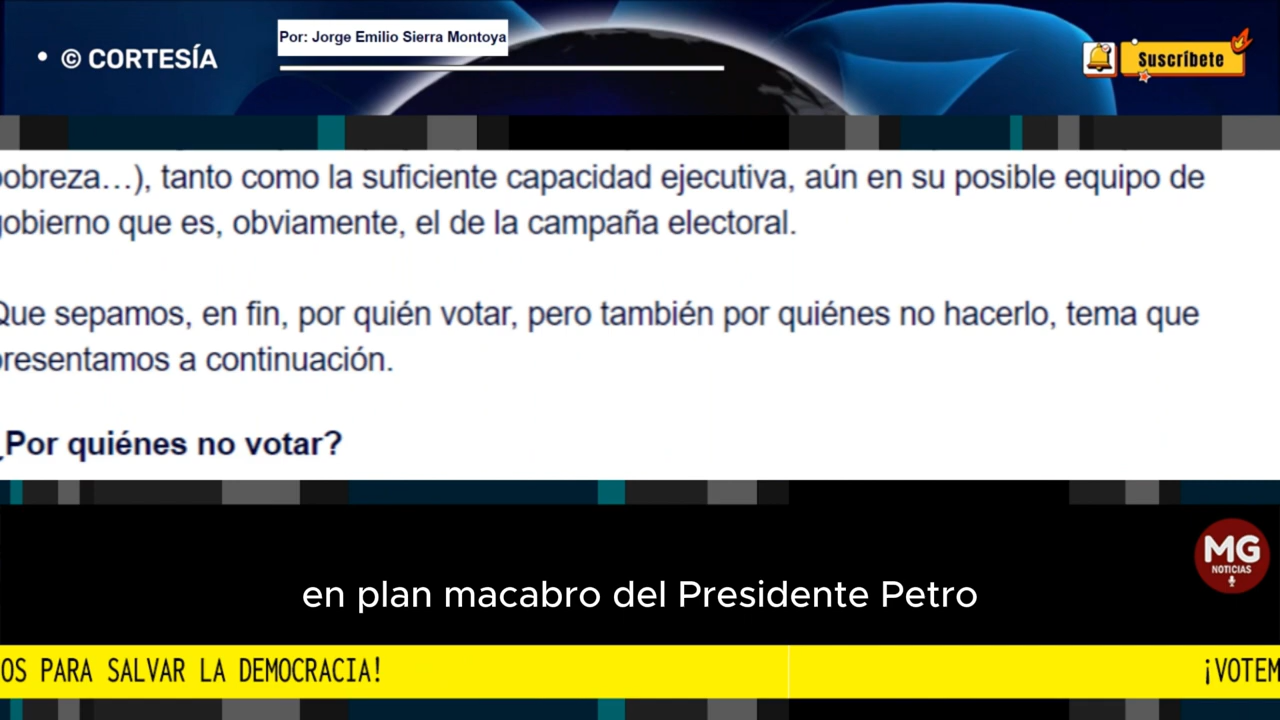 • © CORTESÍA
Por: Jorge Emilio Sierra Montoya
Suscríbete
pobreza…), tanto como la suficiente capacidad ejecutiva, aún en su posible equipo de
gobierno que es, obviamente, el de la campaña electoral.
Que sepamos, en fin, por quién votar, pero también por quiénes no hacerlo, tema que
presentamos a continuación.
¿Por quiénes no votar?
MG
NOTICIAS
en plan macabro del Presidente Petro
OS PARA SALVAR LA DEMOCRACIA! ¡VOTEM